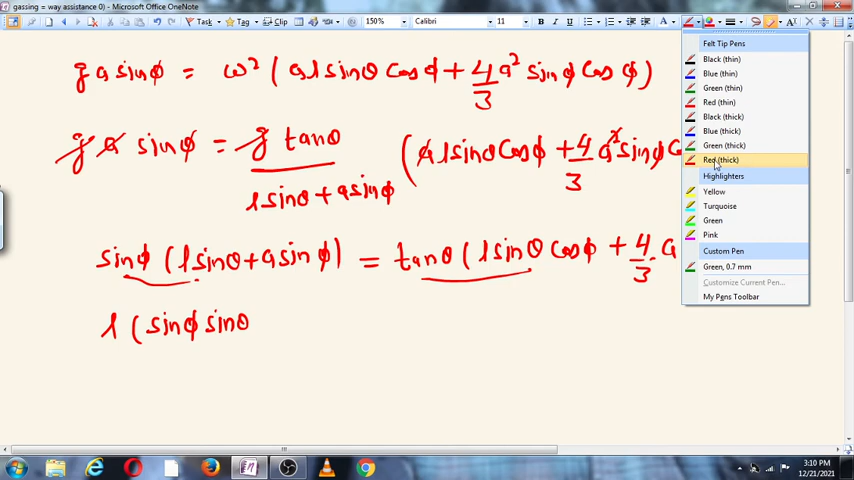 gassing = way assistance 0) - Microsoft OneNote
Task Tag Clip 150% Calibri 11 B I U A
g a sinϕ = ω² ( a l sinθ cosϕ + 4/3 a² sinϕ cosϕ )
g a sinϕ = g tanθ / l sinθ + a sinϕ ( a l sinθ cosϕ + 4/3 a² sinϕ co
sinϕ ( l sinθ + a sinϕ ) = tanθ ( l sinθ cosϕ + 4/3 . a
l ( sinϕ sinθ
Felt Tip Pens
Black (thin)
Blue (thin)
Green (thin)
Red (thin)
Black (thick)
Blue (thick)
Green (thick)
Red (thick)
Highlighters
Yellow
Turquoise
Green
Pink
Custom Pen
Green, 0.7 mm
Customize Current Pen...
My Pens Toolbar
3:10 PM
12/21/2021